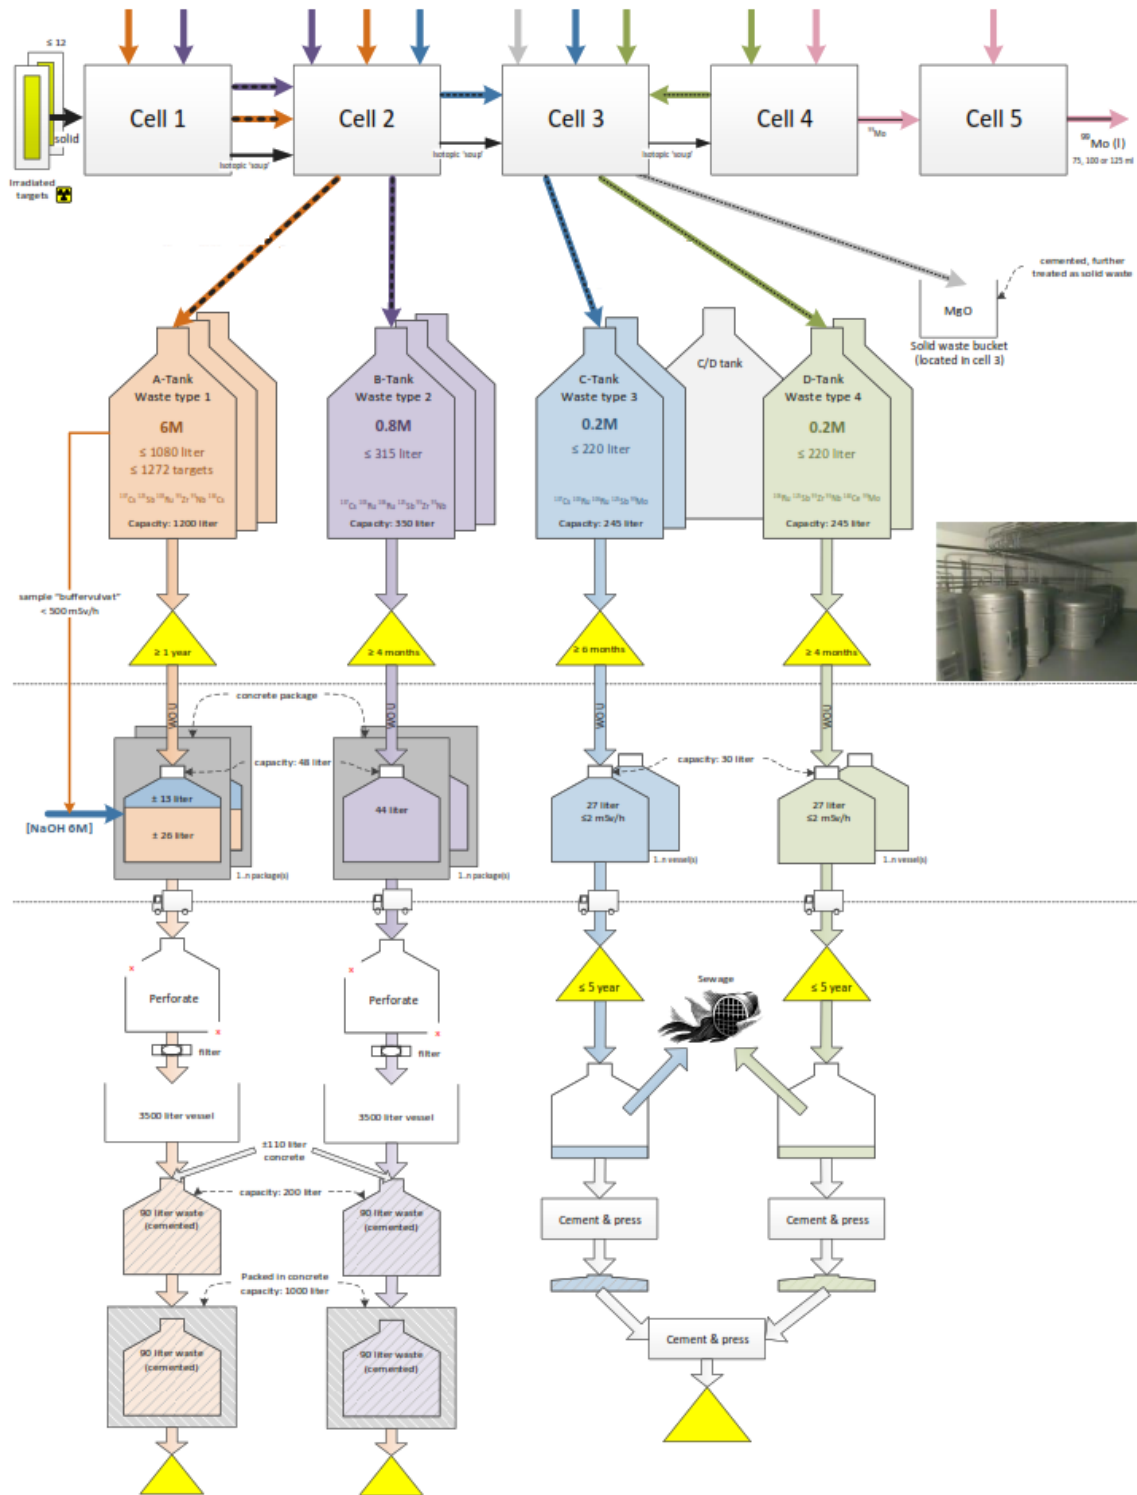 ≤ 12
solid
Irradiated
targets
Cell 1
Cell 2
Cell 3
Cell 4
Cell 5
Isotopic 'soup'
Isotopic 'soup'
Isotopic 'soup'
⁹⁹Mo
⁹⁹Mo (l)
75, 100 or 125 ml
cemented, further
treated as solid waste
MgO
Solid waste bucket
(located in cell 3)
A-Tank
Waste type 1
6M
≤ 1080 liter
≤ 1272 targets
Capacity: 1200 liter
B-Tank
Waste type 2
0.8M
≤ 315 liter
Capacity: 350 liter
C-Tank
Waste type 3
0.2M
≤ 220 liter
Capacity: 245 liter
C/D tank
D-Tank
Waste type 4
0.2M
≤ 220 liter
Capacity: 245 liter
sample "buffervulvat"
< 500 mSv/h
≥ 1 year
≥ 4 months
≥ 6 months
≥ 4 months
concrete package
WO U
WO U
WO U
WO U
capacity: 48 liter
capacity: 30 liter
[NaOH 6M]
± 13 liter
± 26 liter
44 liter
27 liter
≤2 mSv/h
27 liter
≤2 mSv/h
1..n package(s)
1..n package(s)
1..n vessel(s)
1..n vessel(s)
x
Perforate
x
x
Perforate
x
≤ 5 year
Sewage
≤ 5 year
filter
filter
3500 liter vessel
3500 liter vessel
±110 liter
concrete
capacity: 200 liter
90 liter waste
(cemented)
90 liter waste
(cemented)
Cement & press
Cement & press
Packed in concrete
capacity: 1000 liter
90 liter waste
(cemented)
90 liter waste
(cemented)
Cement & press